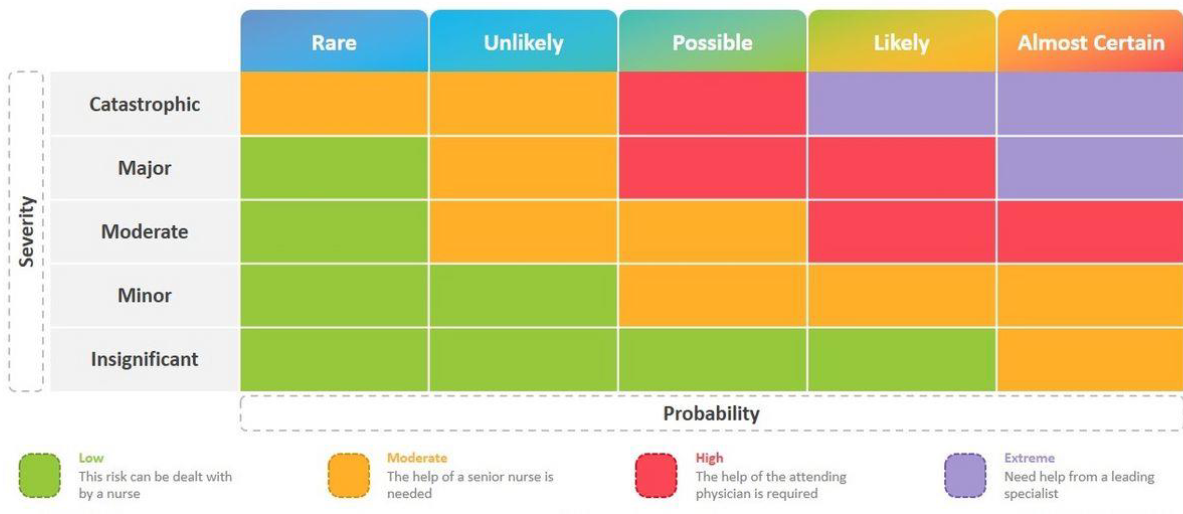 Rare
Unlikely
Possible
Likely
Almost Certain
Severity
Catastrophic
Major
Moderate
Minor
Insignificant
Probability
Low
This risk can be dealt with
by a nurse
Moderate
The help of a senior nurse is
needed
High
The help of the attending
physician is required
Extreme
Need help from a leading
specialist